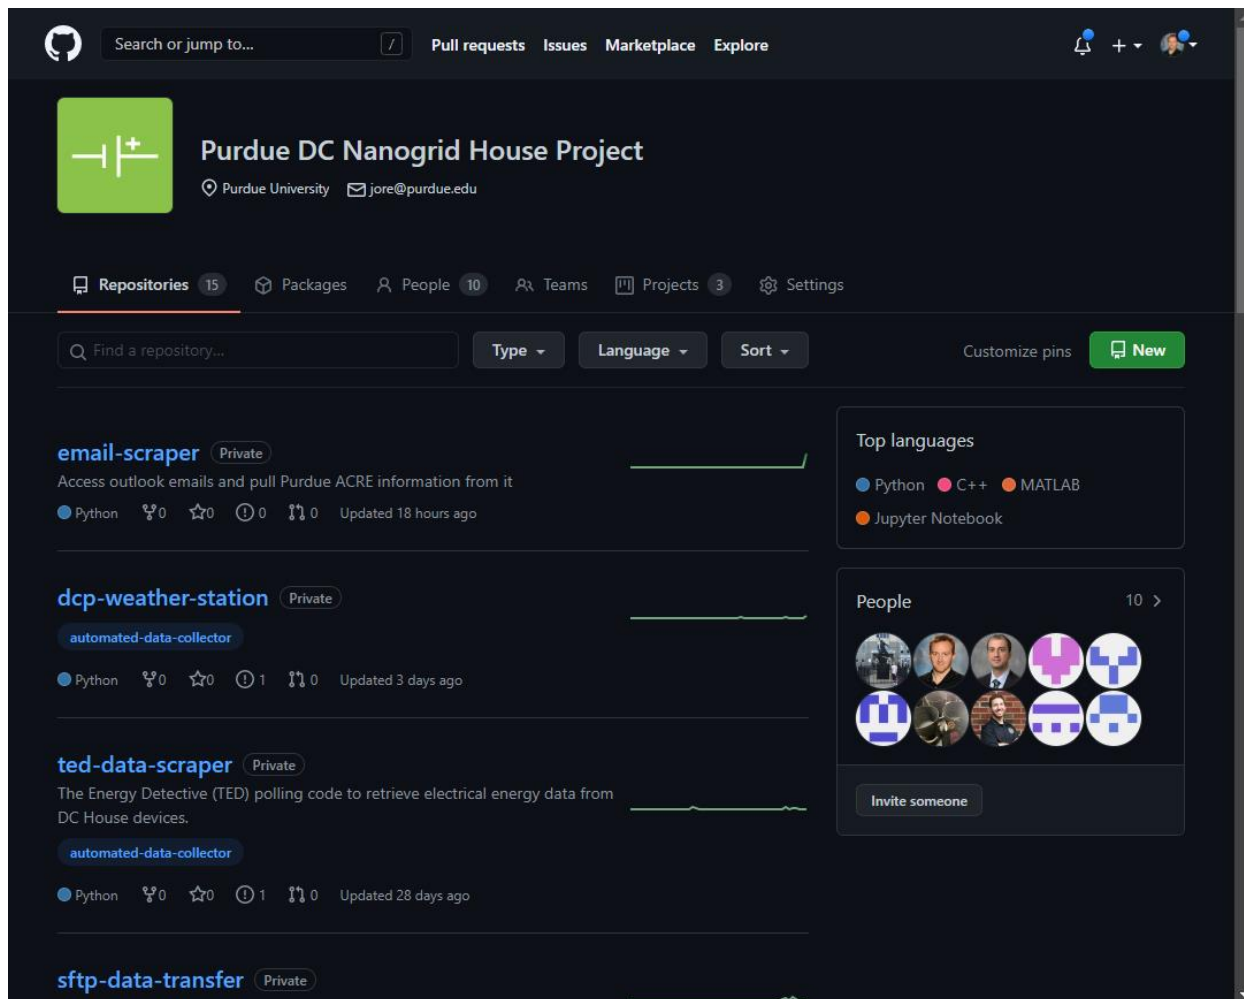 Search or jump to... /
Pull requests Issues Marketplace Explore
Purdue DC Nanogrid House Project
Purdue University jore@purdue.edu
Repositories 15 Packages People 10 Teams Projects 3 Settings
Find a repository... Type Language Sort Customize pins New
email-scraper Private
Access outlook emails and pull Purdue ACRE information from it
Python 0 0 0 0 Updated 18 hours ago
dcp-weather-station Private
automated-data-collector
Python 0 0 1 0 Updated 3 days ago
ted-data-scraper Private
The Energy Detective (TED) polling code to retrieve electrical energy data from
DC House devices.
automated-data-collector
Python 0 0 1 0 Updated 28 days ago
sftp-data-transfer Private
Top languages
Python C++ MATLAB
Jupyter Notebook
People 10
Invite someone